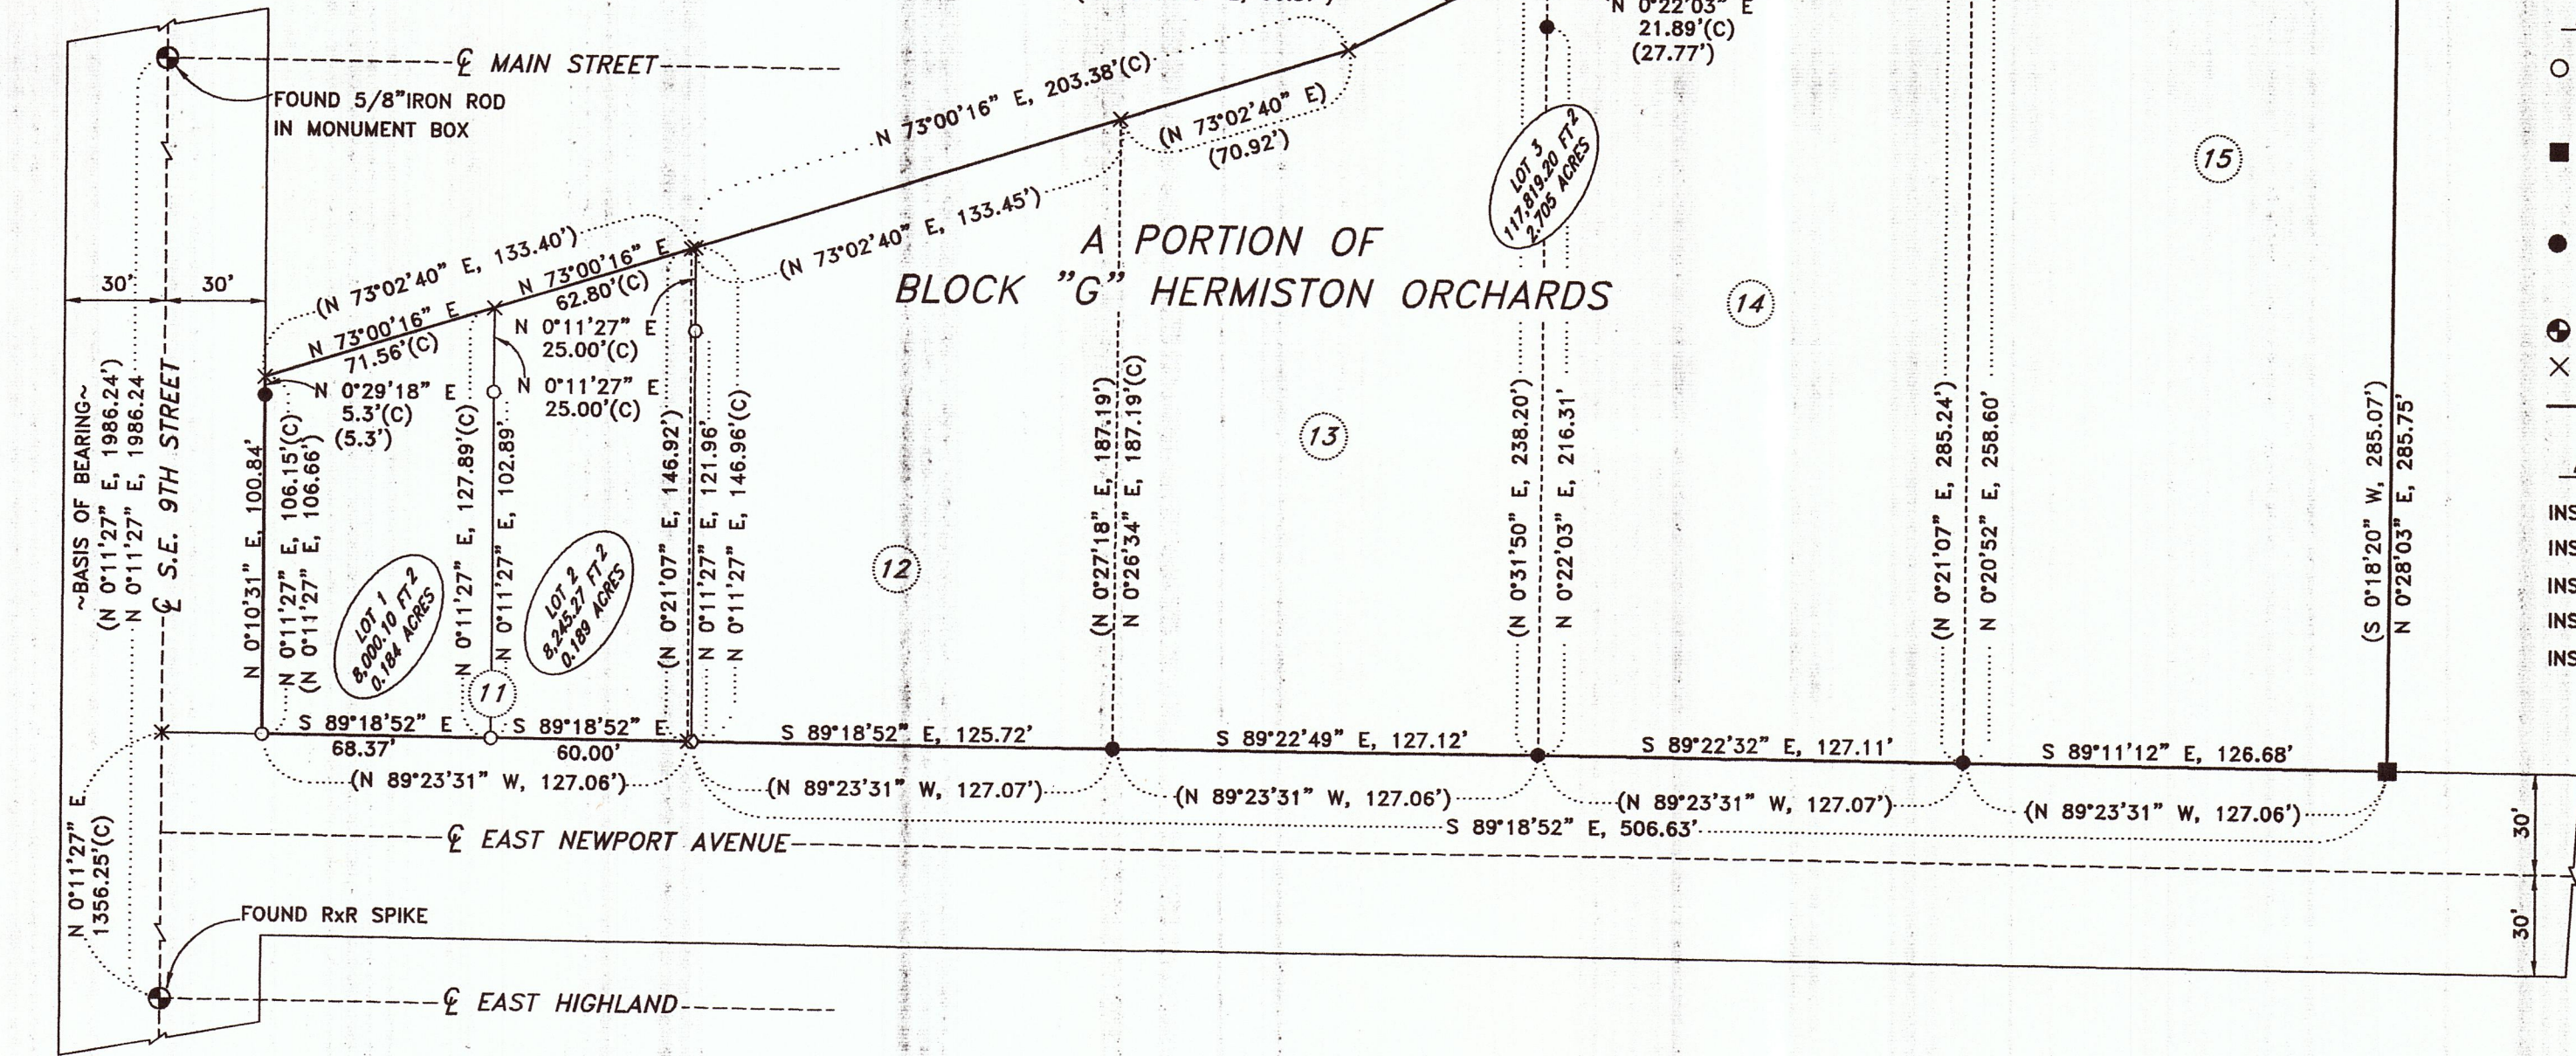 N 0°22'03" E
21.89'(C)
(27.77')
℄ MAIN STREET
FOUND 5/8"IRON ROD
IN MONUMENT BOX
N 73°00'16" E, 203.38'(C)
(N 73°02'40" E)
(70.92')
LOT 3
117,819.20 FT2
2.705 ACRES
15
(N 73°02'40" E, 133.45')
A PORTION OF
BLOCK "G" HERMISTON ORCHARDS
14
30'
30'
(N 73°02'40" E, 133.40')
N 73°00'16" E
62.80'(C)
N 73°00'16" E
71.56'(C)
N 0°11'27" E
25.00'(C)
N 0°11'27" E
25.00'(C)
N 0°29'18" E
5.3'(C)
(5.3')
~BASIS OF BEARING~
(N 0°11'27" E, 1986.24')
N 0°11'27" E, 1986.24
℄ S.E. 9TH STREET
N 0°10'31" E, 100.84'
N 0°11'27" E, 106.15'(C)
(N 0°11'27" E, 106.66')
LOT 1
8,000.10 FT2
0.184 ACRES
N 0°11'27" E, 127.89'(C)
N 0°11'27" E, 102.89'
11
LOT 2
8,245.27 FT2
0.189 ACRES
(N 0°21'07" E, 146.92')
N 0°11'27" E, 121.96'
N 0°11'27" E, 146.96'(C)
12
(N 0°27'18" E, 187.19')
N 0°26'34" E, 187.19'(C)
13
(N 0°31'50" E, 238.20')
N 0°22'03" E, 216.31'
(N 0°21'07" E, 285.24')
N 0°20'52" E, 258.60'
(S 0°18'20" W, 285.07')
N 0°28'03" E, 285.75'
INS
INS
INS
INS
INS
S 89°18'52" E
68.37'
S 89°18'52" E
60.00'
S 89°18'52" E, 125.72'
S 89°22'49" E, 127.12'
S 89°22'32" E, 127.11'
S 89°11'12" E, 126.68'
(N 89°23'31" W, 127.06')
(N 89°23'31" W, 127.07')
(N 89°23'31" W, 127.06')
(N 89°23'31" W, 127.07')
(N 89°23'31" W, 127.06')
S 89°18'52" E, 506.63'
℄ EAST NEWPORT AVENUE
30'
30'
N 0°11'27" E
1356.25'(C)
FOUND RxR SPIKE
℄ EAST HIGHLAND